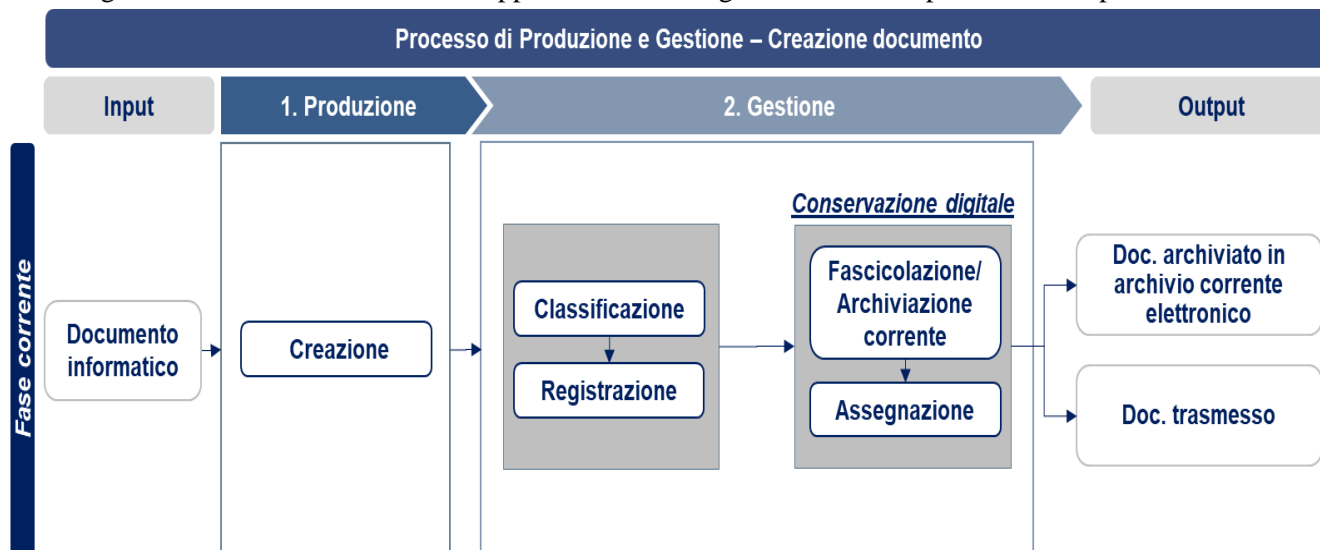 Processo di Produzione e Gestione – Creazione documento
Input
1. Produzione
2. Gestione
Output
Fase corrente
Documento
informatico
Creazione
Classificazione
Registrazione
Conservazione digitale
Fascicolazione/
Archiviazione
corrente
Assegnazione
Doc. archiviato in
archivio corrente
elettronico
Doc. trasmesso